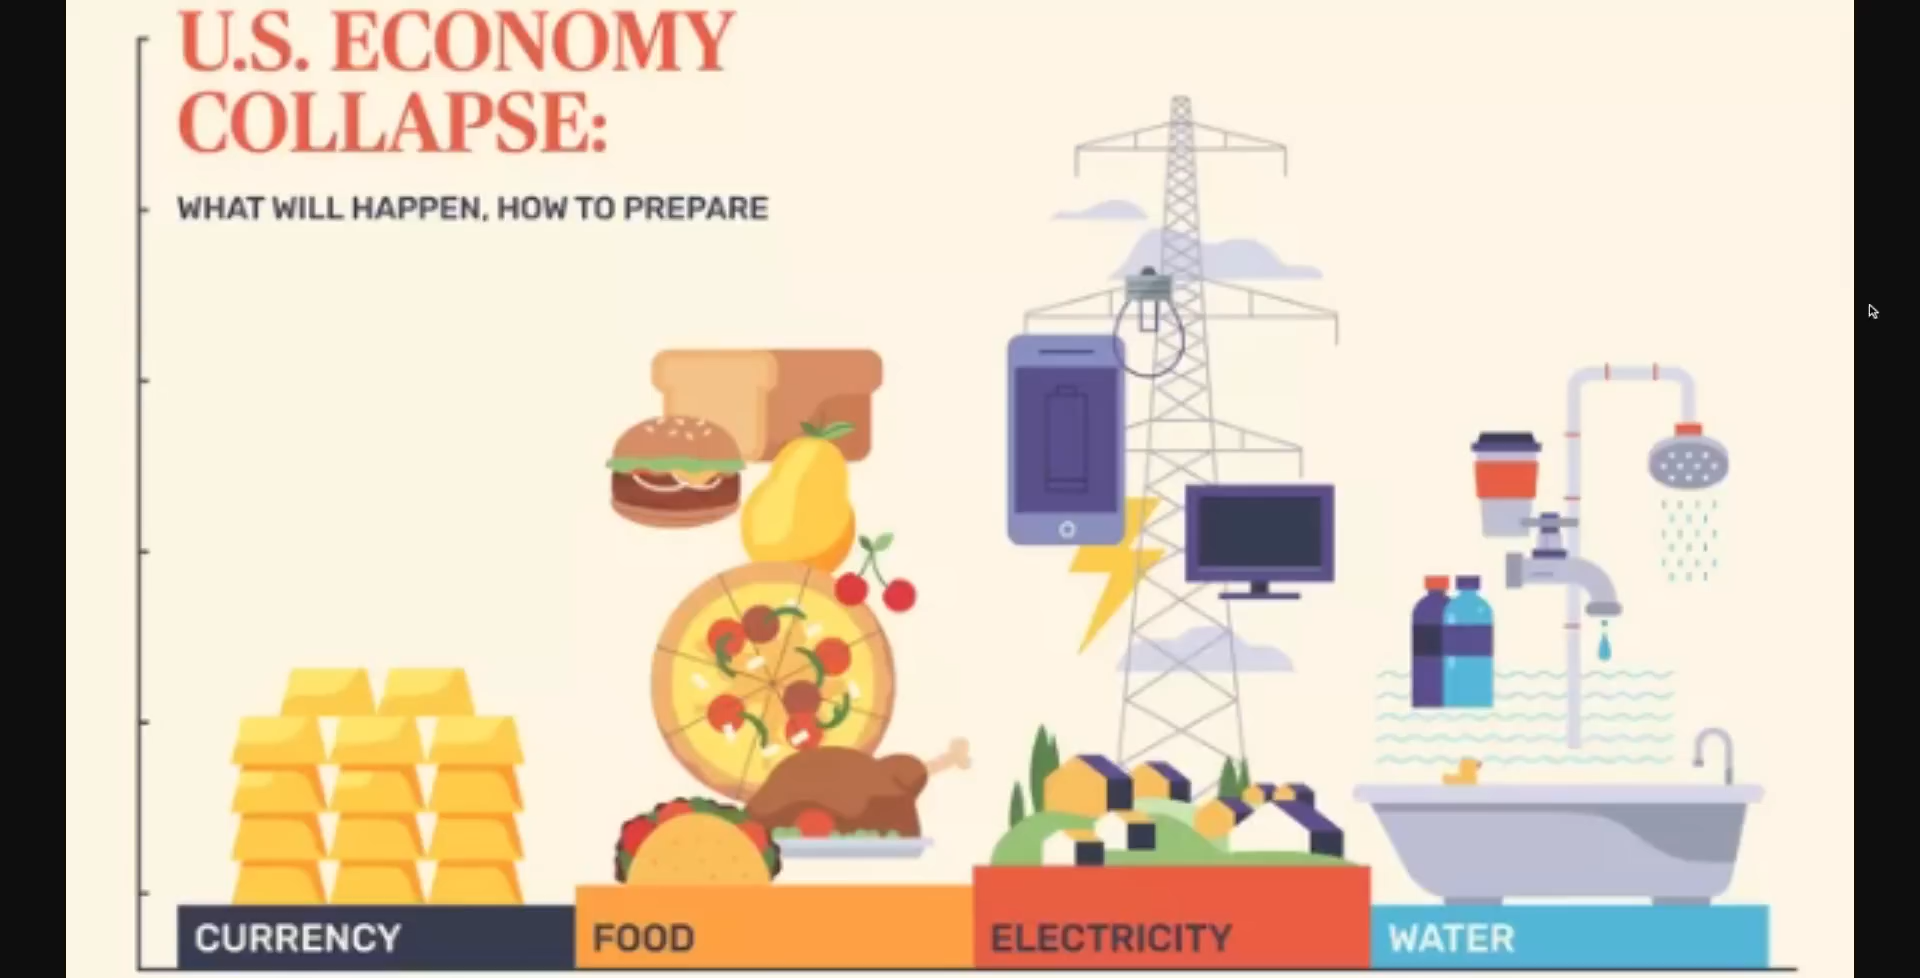 U.S. ECONOMY
COLLAPSE:
WHAT WILL HAPPEN, HOW TO PREPARE
CURRENCY
FOOD
ELECTRICITY
WATER